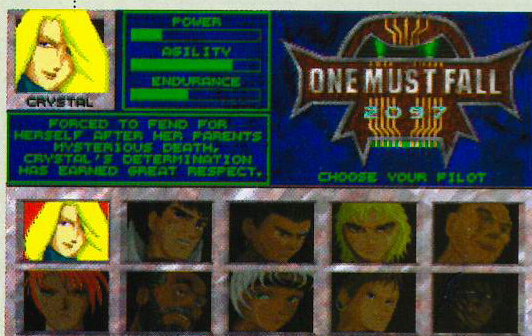 CRYSTAL
POWER
AGILITY
ENDURANCE
FORCED TO FEND FOR
HERSELF AFTER HER PARENTS
MYSTERIOUS DEATH,
CRYSTAL'S DETERMINATION
HAS EARNED GREAT RESPECT.
ONE MUST FALL
2097
CHOOSE YOUR PILOT